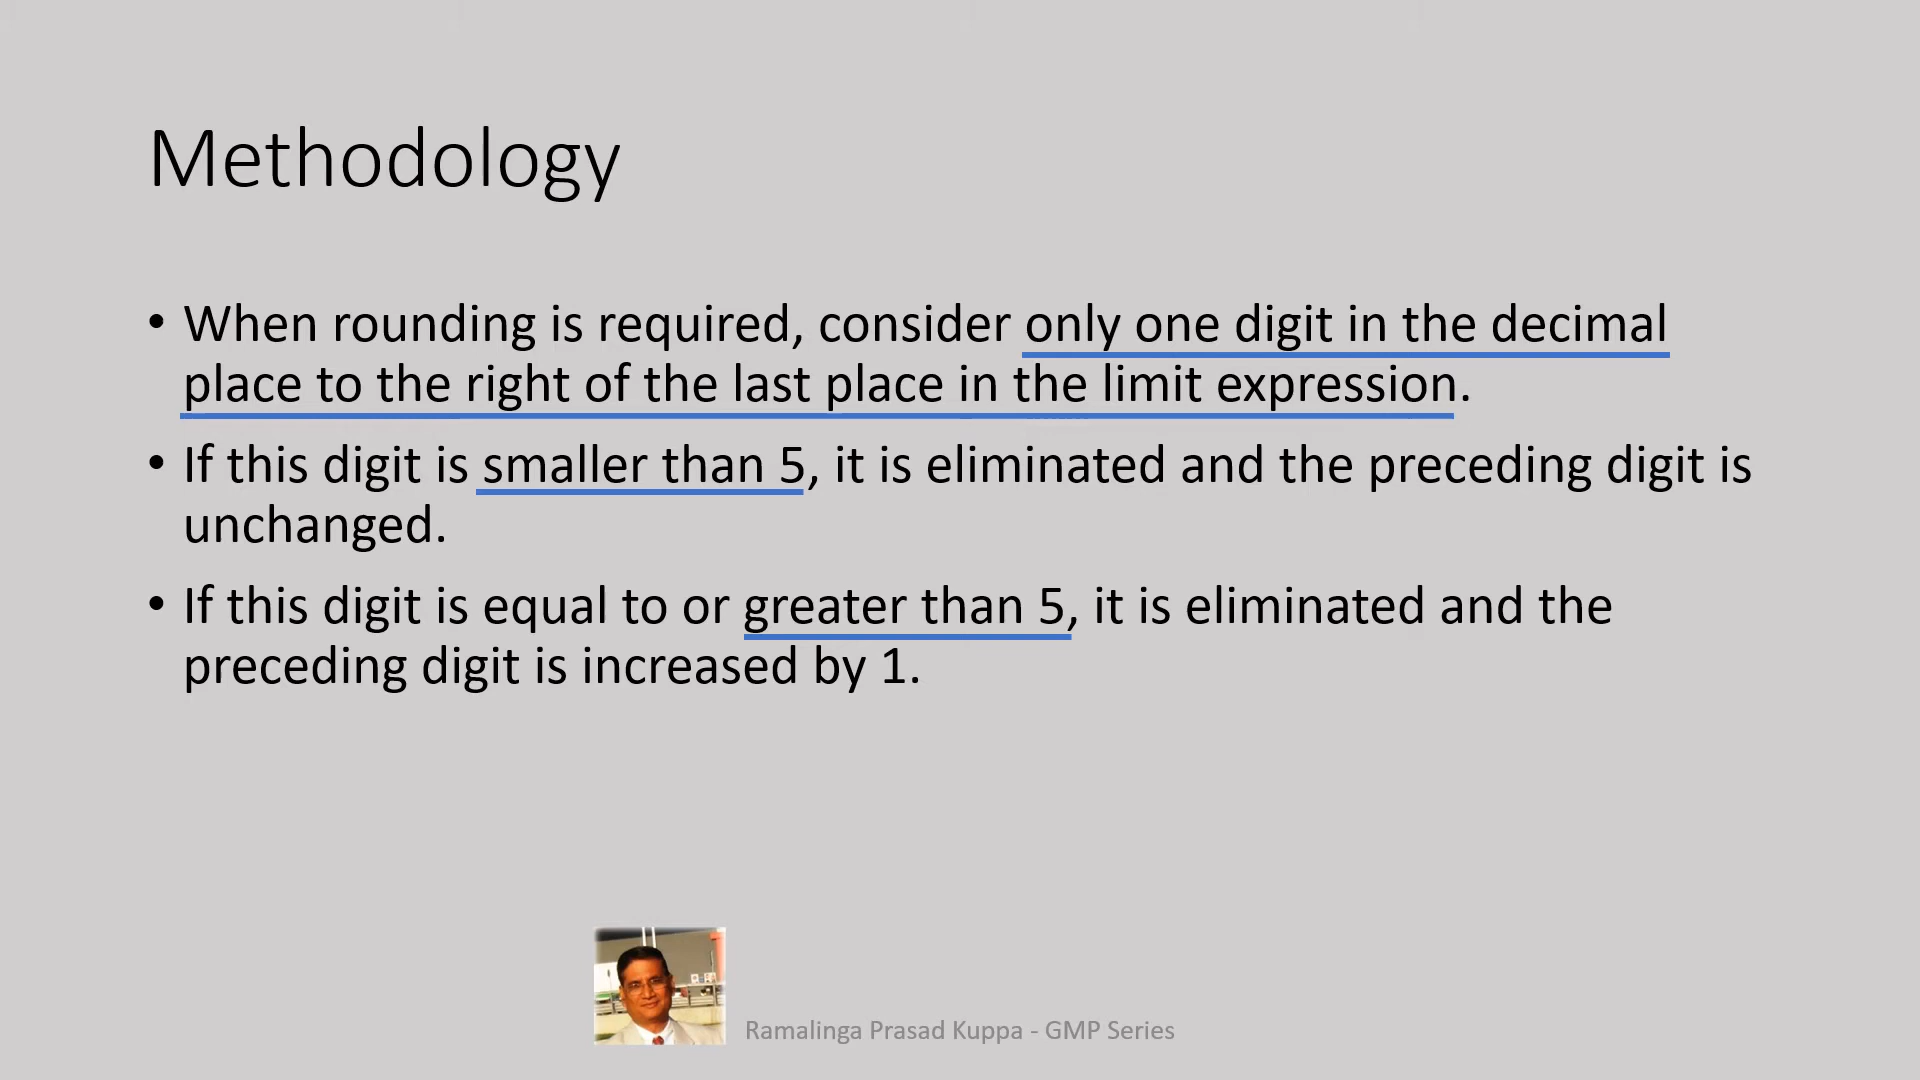 Methodology
• When rounding is required, consider only one digit in the decimal
place to the right of the last place in the limit expression.
• If this digit is smaller than 5, it is eliminated and the preceding digit is
unchanged.
• If this digit is equal to or greater than 5, it is eliminated and the
preceding digit is increased by 1.
Ramalinga Prasad Kuppa - GMP Series